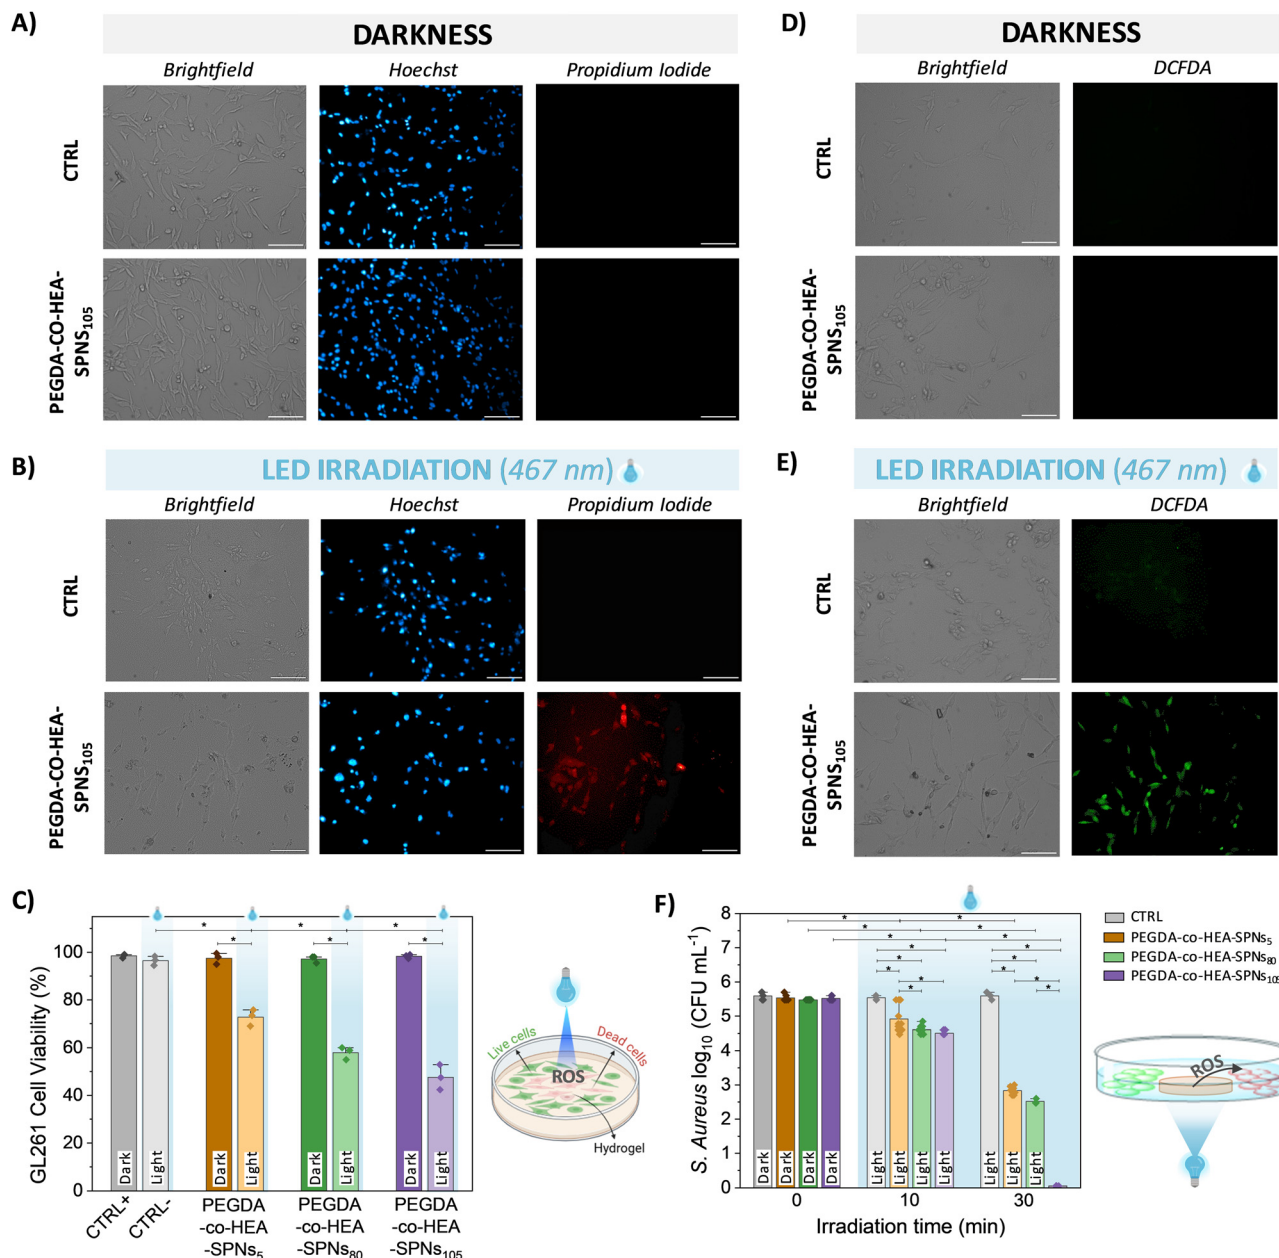 A)
DARKNESS
Brightfield Hoechst Propidium Iodide
CTRL
PEGDA-CO-HEA-
SPNS105
B)
LED IRRADIATION (467 nm)
Brightfield Hoechst Propidium Iodide
CTRL
PEGDA-CO-HEA-
SPNS105
C)
GL261 Cell Viability (%)
100
80
60
40
20
0
* * *
* * *
Dark Light Dark Light Dark Light Dark Light
CTRL+ CTRL-
PEGDA
-co-HEA
-SPNs5
PEGDA
-co-HEA
-SPNs80
PEGDA
-co-HEA
-SPNs105
Live cells
Dead cells
ROS
Hydrogel
D)
DARKNESS
Brightfield DCFDA
CTRL
PEGDA-CO-HEA-
SPNS105
E)
LED IRRADIATION (467 nm)
Brightfield DCFDA
CTRL
PEGDA-CO-HEA-
SPNS105
F)
S. Aureus log10 (CFU mL-1)
8
7
6
5
4
3
2
1
0
* *
* *
* *
* *
* * * *
* *
Dark Dark Dark Dark Light Light Light Light Light Light Light
0 10 30
Irradiation time (min)
CTRL
PEGDA-co-HEA-SPNs5
PEGDA-co-HEA-SPNs80
PEGDA-co-HEA-SPNs105
ROS